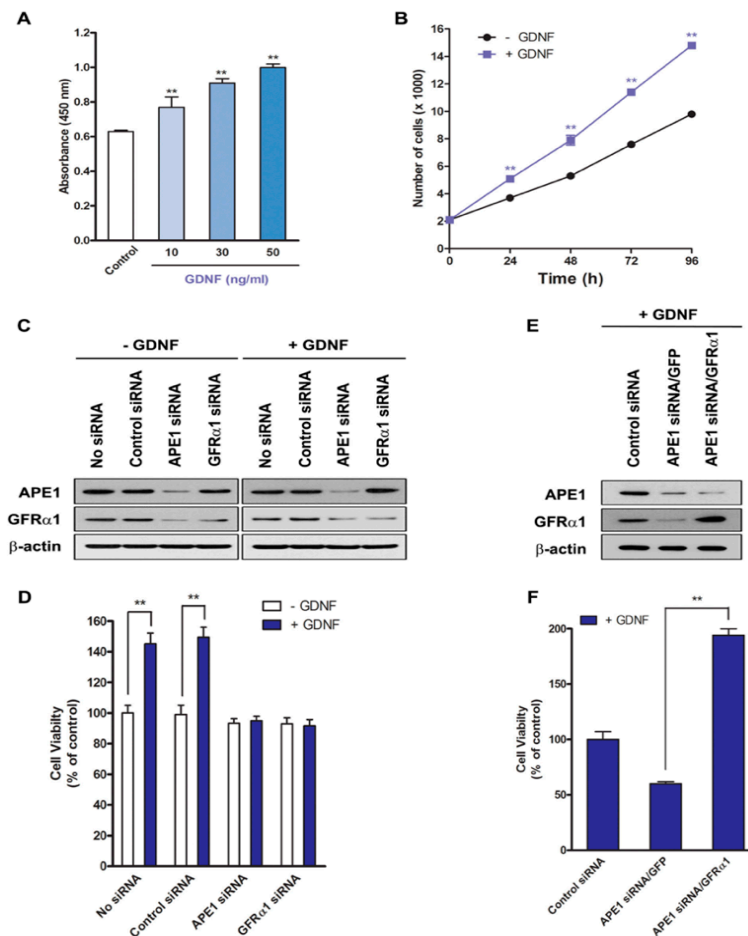 A
Absorbance (450 nm)
1.2
1.0
0.8
0.6
0.4
0.2
0.0
**
**
**
Control
10
30
50
GDNF (ng/ml)
B
- GDNF
+ GDNF
Number of cells (x 1000)
16
14
12
10
8
6
4
2
0
**
**
**
**
0
24
48
72
96
Time (h)
C
- GDNF
+ GDNF
No siRNA
Control siRNA
APE1 siRNA
GFRα1 siRNA
No siRNA
Control siRNA
APE1 siRNA
GFRα1 siRNA
APE1
GFRα1
β-actin
E
+ GDNF
Control siRNA
APE1 siRNA/GFP
APE1 siRNA/GFRα1
APE1
GFRα1
β-actin
D
- GDNF
+ GDNF
Cell Viabilty
(% of control)
160
140
120
100
80
60
40
20
0
**
**
No siRNA
Control siRNA
APE1 siRNA
GFRα1 siRNA
F
+ GDNF
Cell Viabilty
(% of control)
200
150
100
50
0
**
Control siRNA
APE1 siRNA/GFP
APE1 siRNA/GFRα1